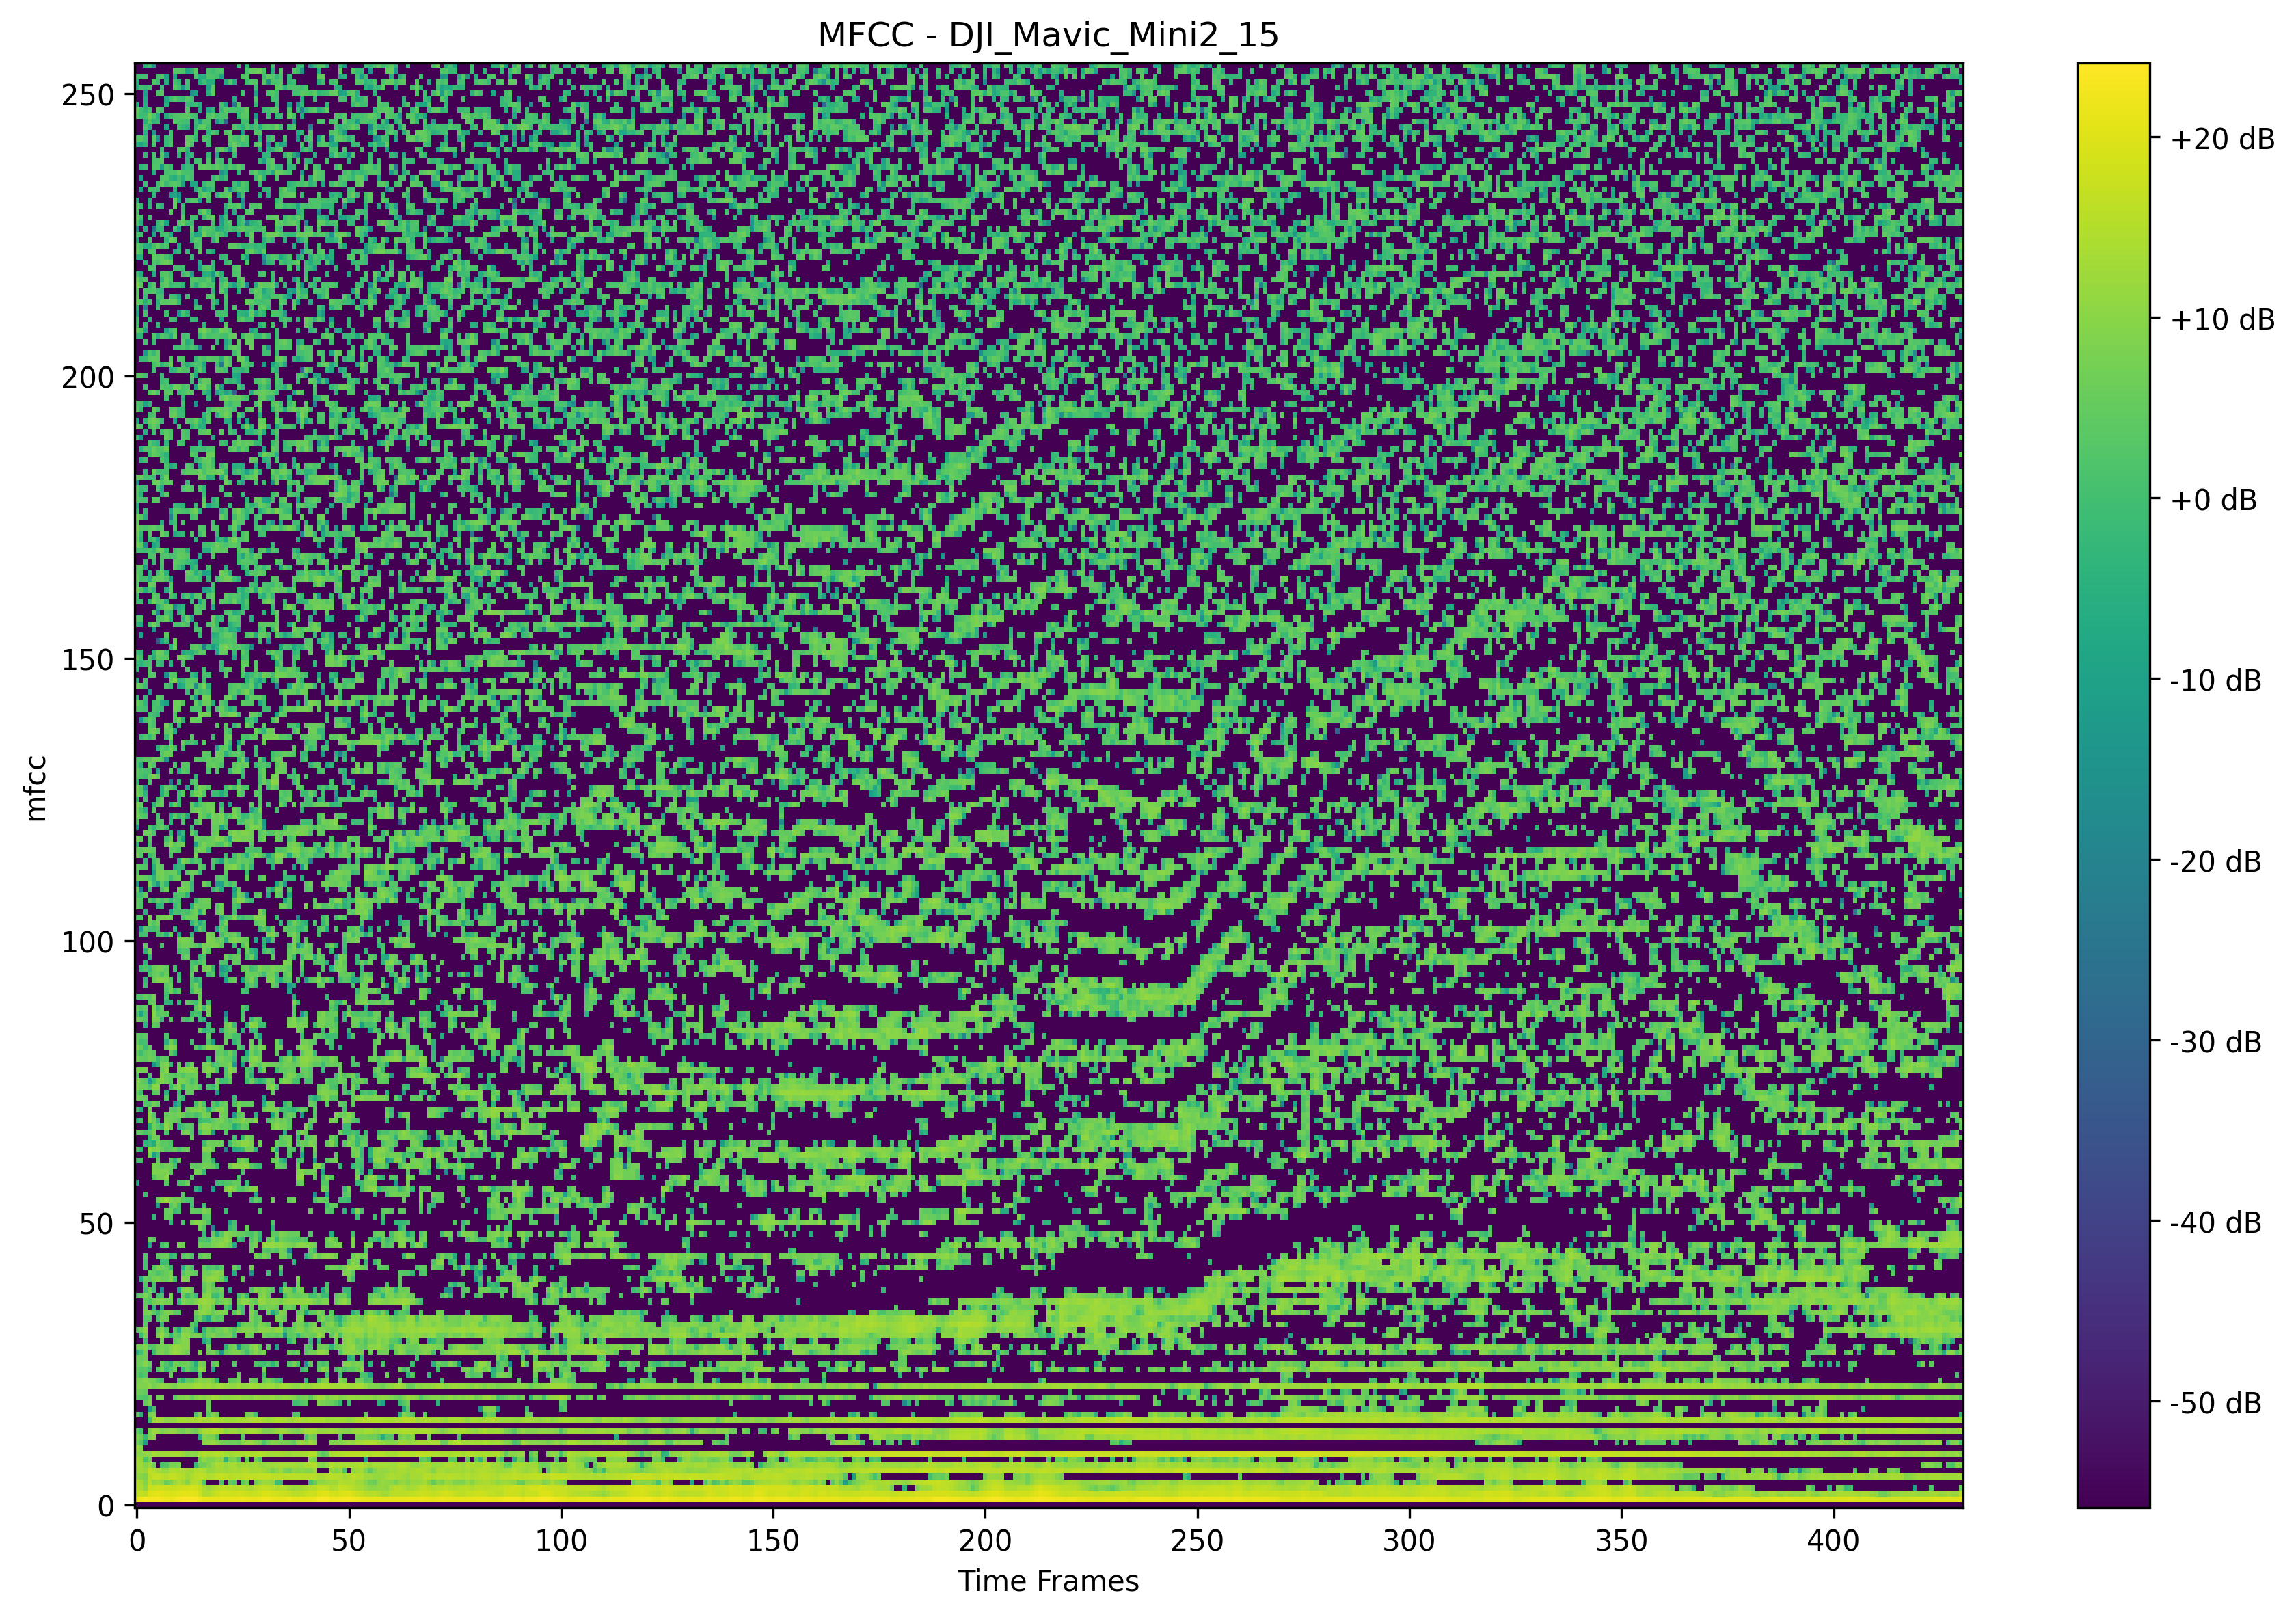 MFCC - DJI_Mavic_Mini2_15
250
200
150
100
50
0
mfcc
0 50 100 150 200 250 300 350 400
Time Frames
+20 dB
+10 dB
+0 dB
-10 dB
-20 dB
-30 dB
-40 dB
-50 dB